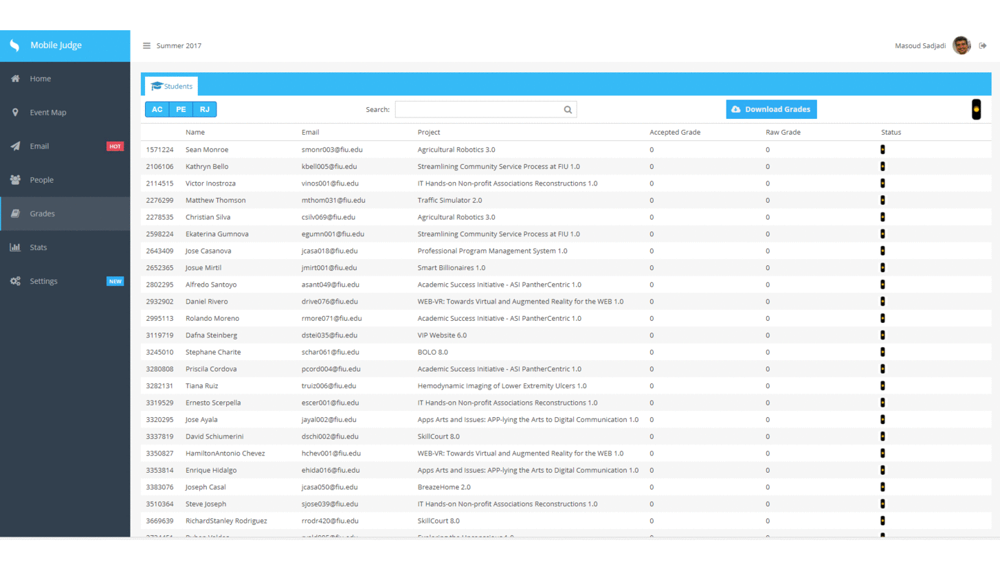 Mobile Judge
Summer 2017
Masoud Sadjadi
Home
Event Map
Email HOT
People
Grades
Stats
Settings NEW
Students
AC PE RJ
Search:
Download Grades
Name Email Project Accepted Grade Raw Grade Status
1571224 Sean Monroe smonr003@fiu.edu Agricultural Robotics 3.0 0 0
2106106 Kathryn Bello kbell005@fiu.edu Streamlining Community Service Process at FIU 1.0 0 0
2114515 Victor Inostroza vinos001@fiu.edu IT Hands-on Non-profit Associations Reconstructions 1.0 0 0
2276299 Matthew Thomson mthom031@fiu.edu Traffic Simulator 2.0 0 0
2278535 Christian Silva csilv069@fiu.edu Agricultural Robotics 3.0 0 0
2598224 Ekaterina Gumnova egumn001@fiu.edu Streamlining Community Service Process at FIU 1.0 0 0
2643409 Jose Casanova jcasa018@fiu.edu Professional Program Management System 1.0 0 0
2652365 Josue Mirtil jmirt001@fiu.edu Smart Billionaires 1.0 0 0
2802295 Alfredo Santoyo asant049@fiu.edu Academic Success Initiative - ASI PantherCentric 1.0 0 0
2932902 Daniel Rivero drive076@fiu.edu WEB-VR: Towards Virtual and Augmented Reality for the WEB 1.0 0 0
2995113 Rolando Moreno rmore071@fiu.edu Academic Success Initiative - ASI PantherCentric 1.0 0 0
3119719 Dafna Steinberg dstei035@fiu.edu VIP Website 6.0 0 0
3245010 Stephane Charite schar061@fiu.edu BOLO 8.0 0 0
3280808 Priscila Cordova pcord004@fiu.edu Academic Success Initiative - ASI PantherCentric 1.0 0 0
3282131 Tiana Ruiz truiz006@fiu.edu Hemodynamic Imaging of Lower Extremity Ulcers 1.0 0 0
3319529 Ernesto Scerpella escer001@fiu.edu IT Hands-on Non-profit Associations Reconstructions 1.0 0 0
3320295 Jose Ayala jayal002@fiu.edu Apps Arts and Issues: APP-lying the Arts to Digital Communication 1.0 0 0
3337819 David Schiumerini dschi002@fiu.edu SkillCourt 8.0 0 0
3350827 HamiltonAntonio Chevez hchev001@fiu.edu WEB-VR: Towards Virtual and Augmented Reality for the WEB 1.0 0 0
3353814 Enrique Hidalgo ehida016@fiu.edu Apps Arts and Issues: APP-lying the Arts to Digital Communication 1.0 0 0
3383076 Joseph Casal jcasa050@fiu.edu BreazeHome 2.0 0 0
3510364 Steve Joseph sjose039@fiu.edu IT Hands-on Non-profit Associations Reconstructions 1.0 0 0
3669639 RichardStanley Rodriguez rrodr420@fiu.edu SkillCourt 8.0 0 0